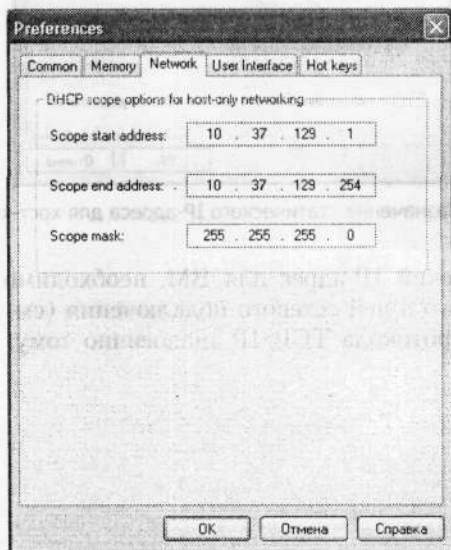 Preferences
Common Memory Network User Interface Hot keys
DHCP scope options for host-only networking
Scope start address: 10 . 37 . 129 . 1
Scope end address: 10 . 37 . 129 . 254
Scope mask: 255 . 255 . 255 . 0
OK Отмена Справка